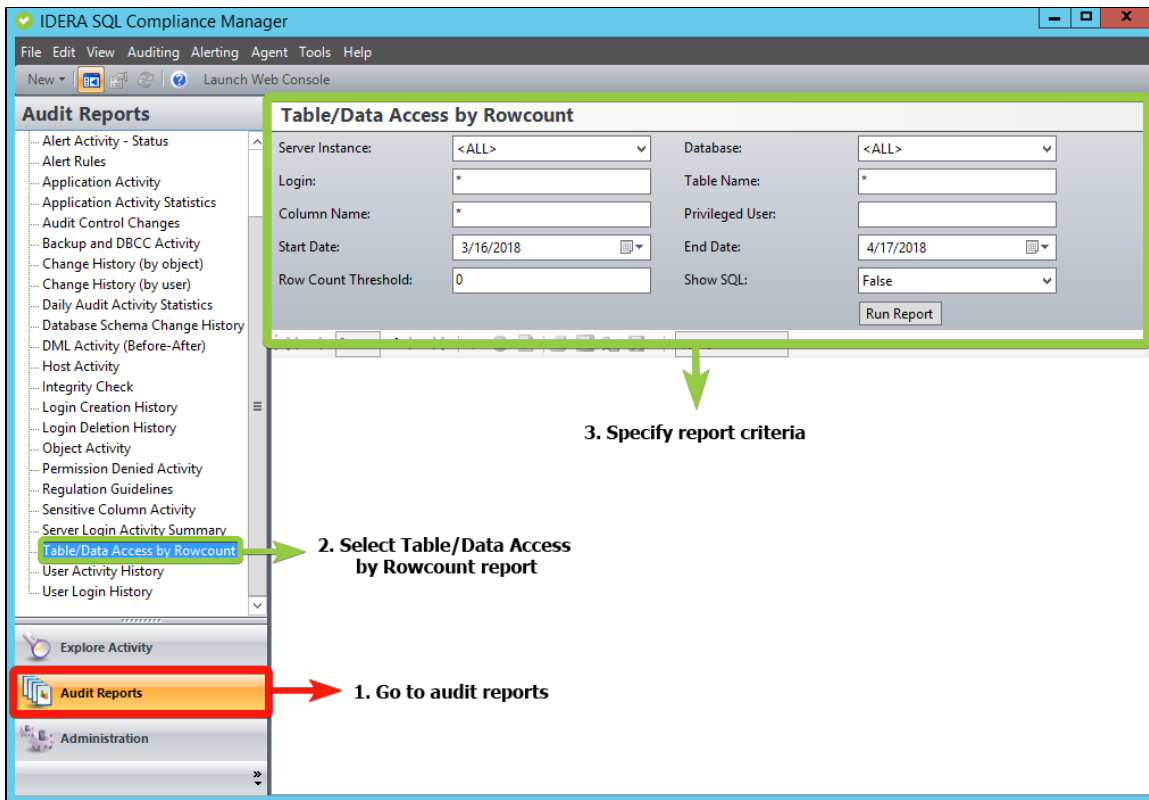 IDERA SQL Compliance Manager
File Edit View Auditing Alerting Agent Tools Help
New Launch Web Console
Audit Reports
Alert Activity - Status
Alert Rules
Application Activity
Application Activity Statistics
Audit Control Changes
Backup and DBCC Activity
Change History (by object)
Change History (by user)
Daily Audit Activity Statistics
Database Schema Change History
DML Activity (Before-After)
Host Activity
Integrity Check
Login Creation History
Login Deletion History
Object Activity
Permission Denied Activity
Regulation Guidelines
Sensitive Column Activity
Server Login Activity Summary
Table/Data Access by Rowcount
User Activity History
User Login History
Explore Activity
Audit Reports
Administration
Table/Data Access by Rowcount
Server Instance: <ALL> Database: <ALL>
Login: * Table Name: *
Column Name: * Privileged User:
Start Date: 3/16/2018 End Date: 4/17/2018
Row Count Threshold: 0 Show SQL: False
Run Report
3. Specify report criteria
2. Select Table/Data Access
by Rowcount report
1. Go to audit reports